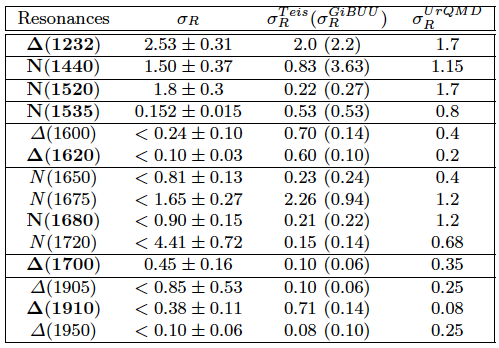 Resonances σ_R σ_R^{Teis}(σ_R^{GiBUU}) σ_R^{UrQMD}
Δ(1232) 2.53 ± 0.31 2.0 (2.2) 1.7
N(1440) 1.50 ± 0.37 0.83 (3.63) 1.15
N(1520) 1.8 ± 0.3 0.22 (0.27) 1.7
N(1535) 0.152 ± 0.015 0.53 (0.53) 0.8
Δ(1600) < 0.24 ± 0.10 0.70 (0.14) 0.4
Δ(1620) < 0.10 ± 0.03 0.60 (0.10) 0.2
N(1650) < 0.81 ± 0.13 0.23 (0.24) 0.4
N(1675) < 1.65 ± 0.27 2.26 (0.94) 1.2
N(1680) < 0.90 ± 0.15 0.21 (0.22) 1.2
N(1720) < 4.41 ± 0.72 0.15 (0.14) 0.68
Δ(1700) 0.45 ± 0.16 0.10 (0.06) 0.35
Δ(1905) < 0.85 ± 0.53 0.10 (0.06) 0.25
Δ(1910) < 0.38 ± 0.11 0.71 (0.14) 0.08
Δ(1950) < 0.10 ± 0.06 0.08 (0.10) 0.25